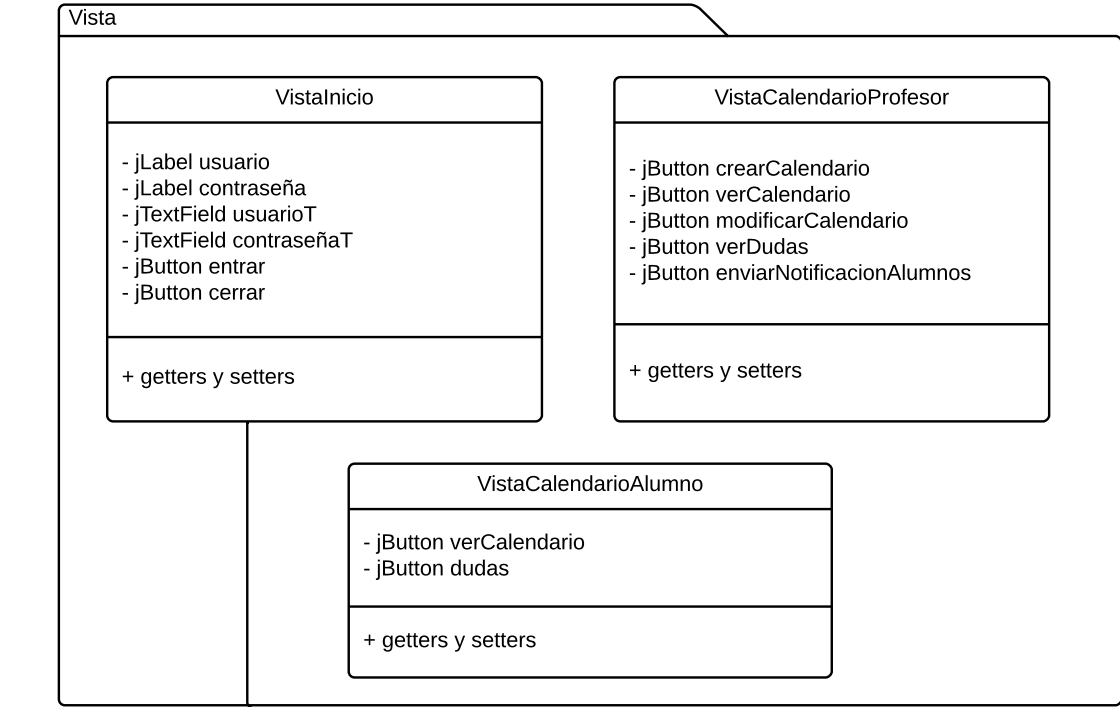 Vista
VistaInicio
- jLabel usuario
- jLabel contraseña
- jTextField usuarioT
- jTextField contraseñaT
- jButton entrar
- jButton cerrar
+ getters y setters
VistaCalendarioProfesor
- jButton crearCalendario
- jButton verCalendario
- jButton modificarCalendario
- jButton verDudas
- jButton enviarNotificacionAlumnos
+ getters y setters
VistaCalendarioAlumno
- jButton verCalendario
- jButton dudas
+ getters y setters